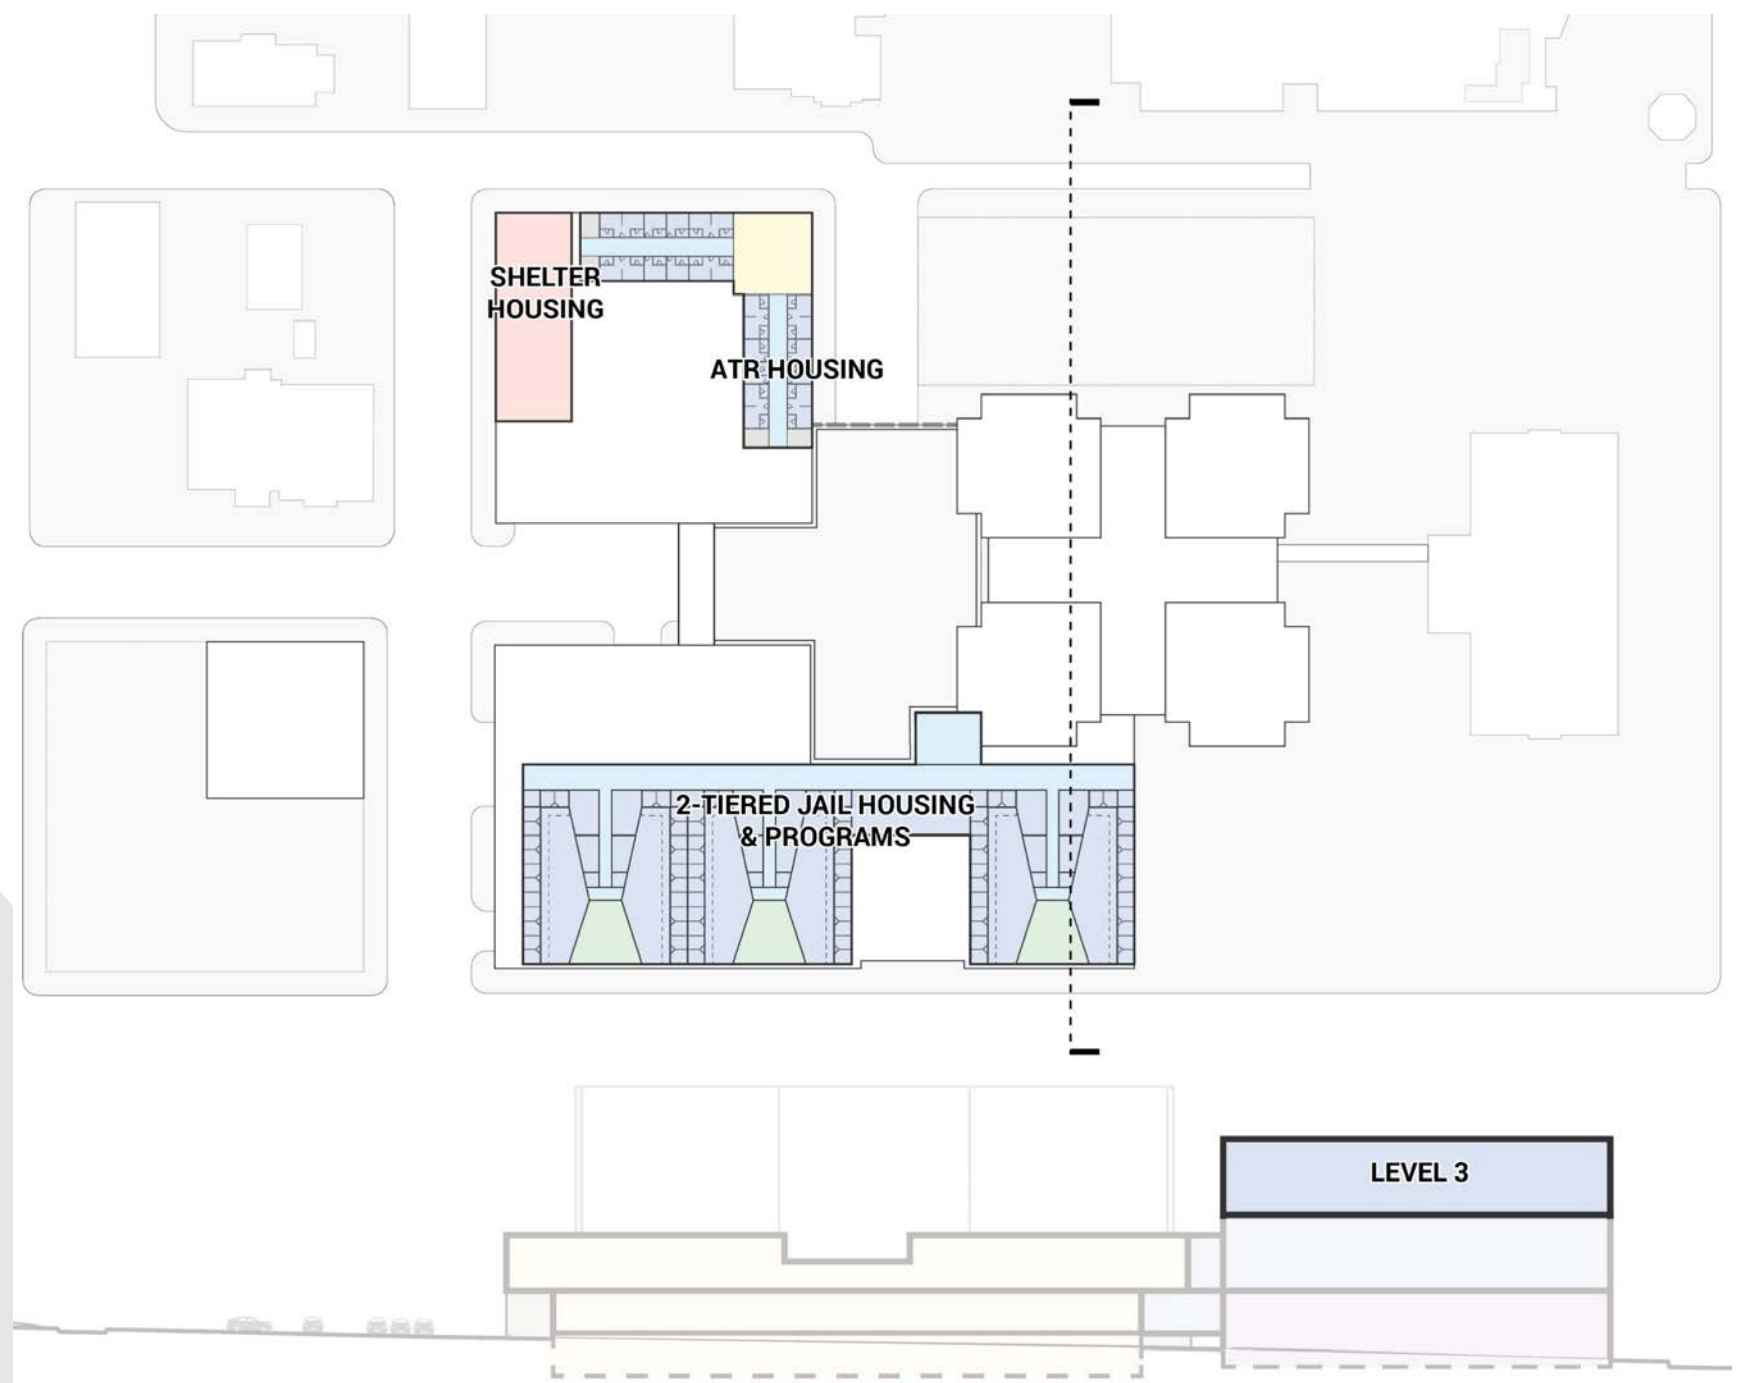 SHELTER
HOUSING
ATR HOUSING
2-TIERED JAIL HOUSING
& PROGRAMS
LEVEL 3